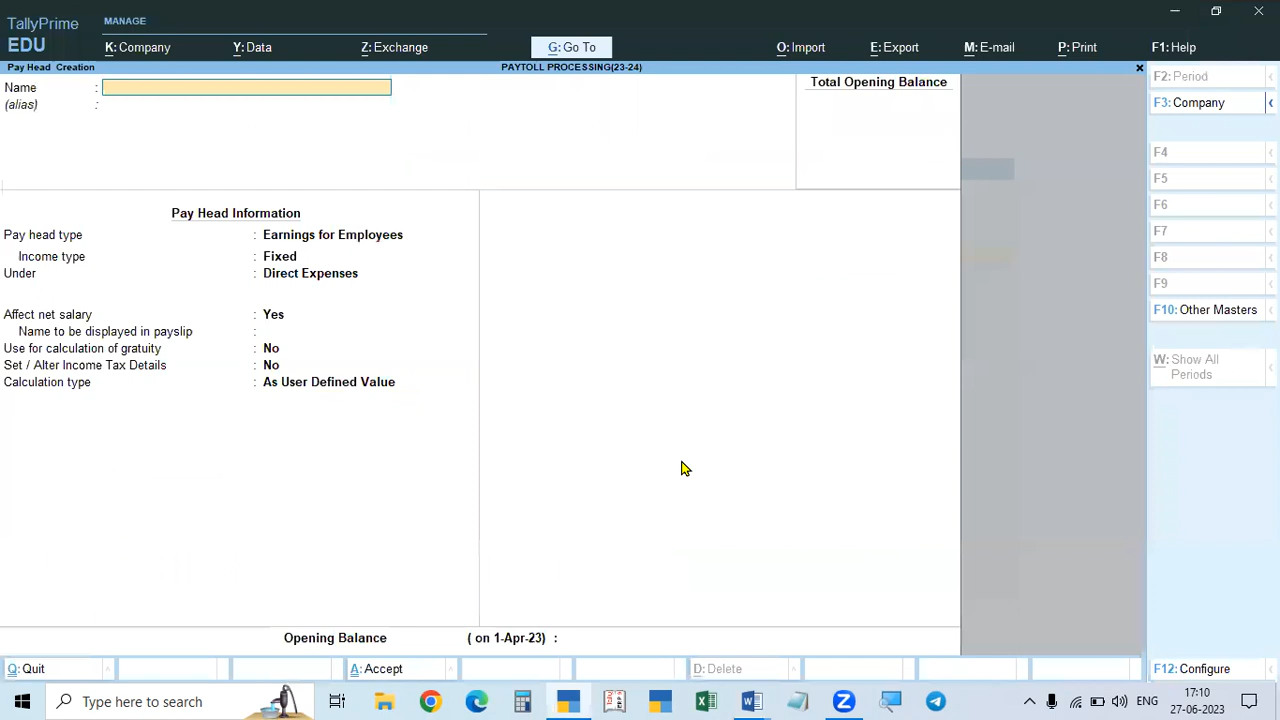 TallyPrime
EDU
MANAGE
K: Company
Y: Data
Z: Exchange
G: Go To
O: Import
E: Export
M: E-mail
P: Print
F1: Help
Pay Head Creation
PAYTOLL PROCESSING(23-24)
Name :
(alias) :
Total Opening Balance
Pay Head Information
Pay head type : Earnings for Employees
Income type : Fixed
Under : Direct Expenses
Affect net salary : Yes
Name to be displayed in payslip :
Use for calculation of gratuity : No
Set / Alter Income Tax Details : No
Calculation type : As User Defined Value
Opening Balance ( on 1-Apr-23) :
F2: Period
F3: Company
F4
F5
F6
F7
F8
F9
F10: Other Masters
W: Show All
Periods
Q: Quit
A: Accept
D: Delete
F12: Configure
Type here to search
ENG
17:10
27-06-2023